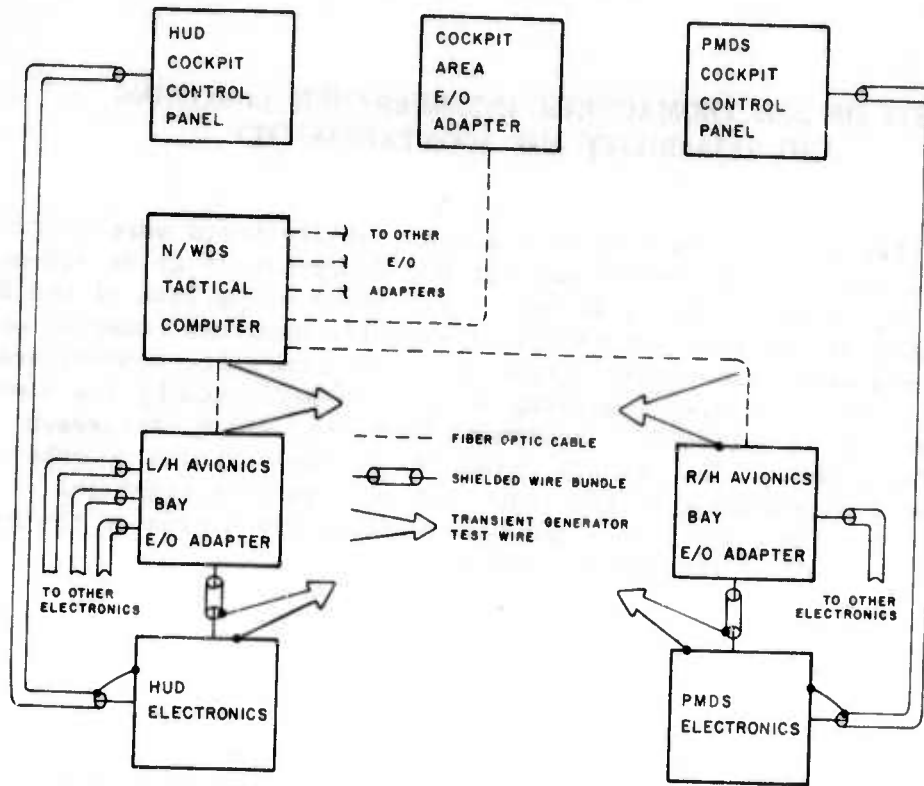 HUD
COCKPIT
CONTROL
PANEL
COCKPIT
AREA
E/O
ADAPTER
PMDS
COCKPIT
CONTROL
PANEL
N/WDS
TACTICAL
COMPUTER
TO OTHER
E/O
ADAPTERS
L/H AVIONICS
BAY
E/O ADAPTER
FIBER OPTIC CABLE
SHIELDED WIRE BUNDLE
TRANSIENT GENERATOR
TEST WIRE
R/H AVIONICS
BAY
E/O ADAPTER
TO OTHER
ELECTRONICS
TO OTHER
ELECTRONICS
HUD
ELECTRONICS
PMDS
ELECTRONICS